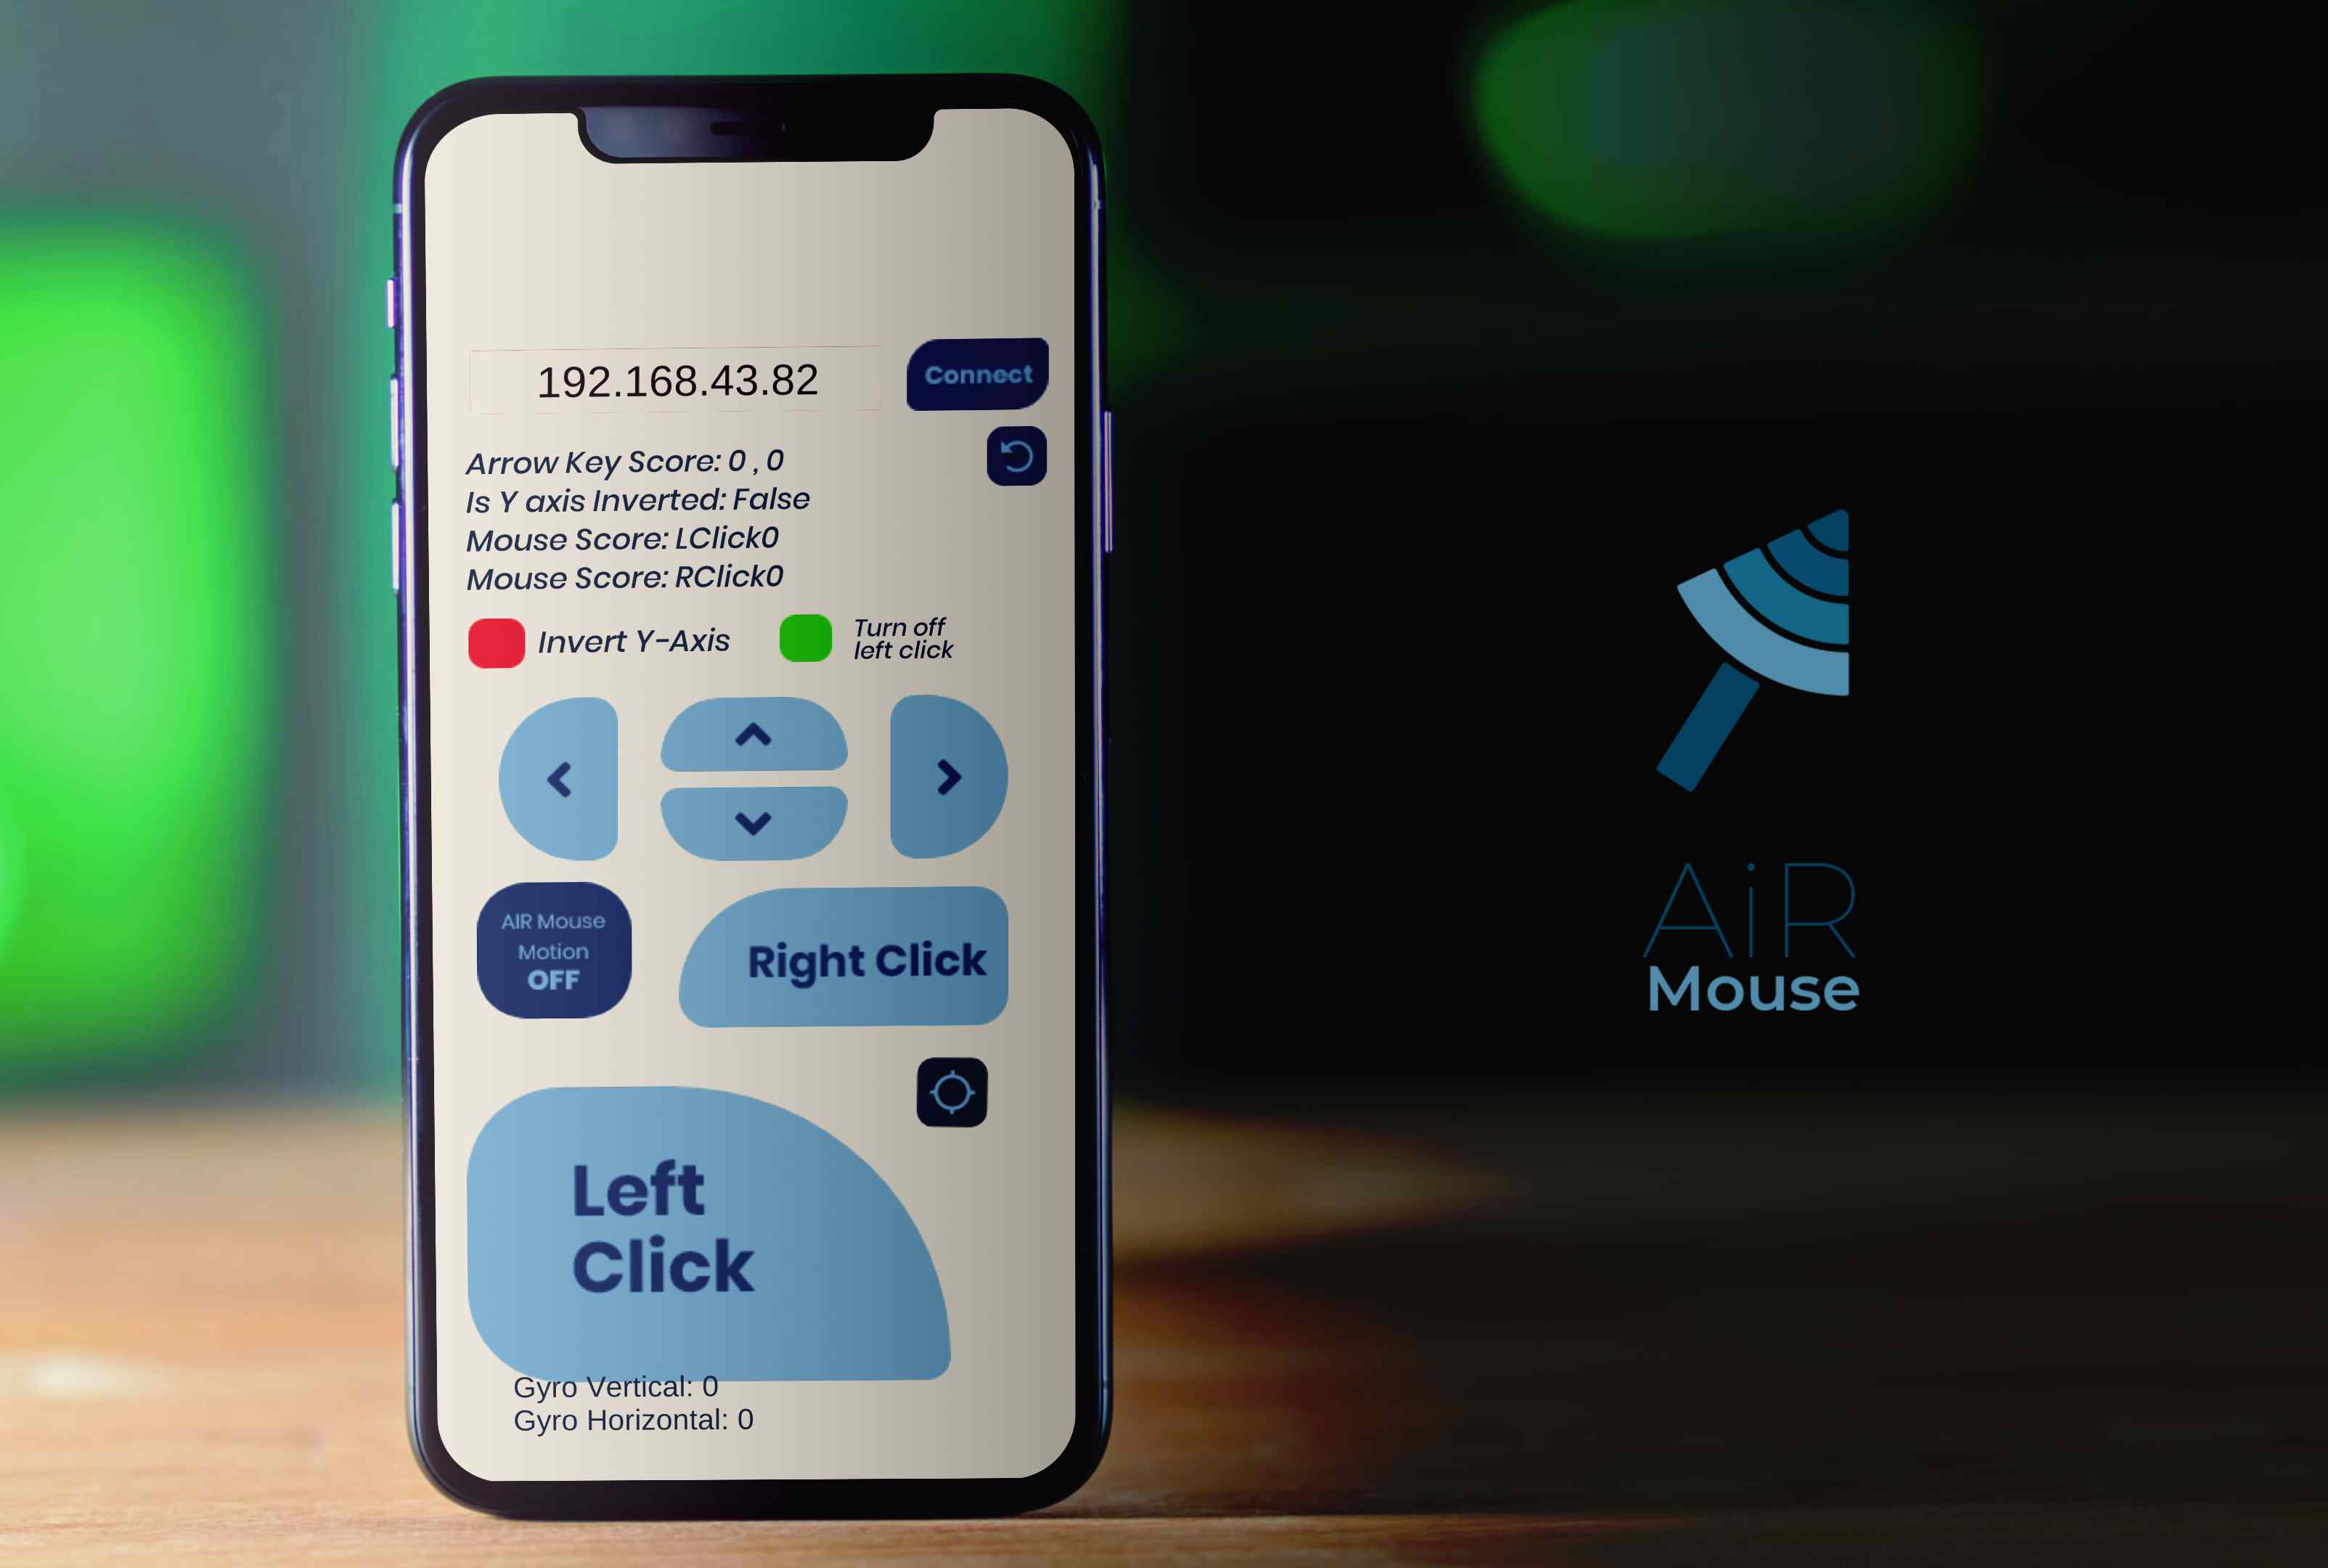 192.168.43.82
Connect
Arrow Key Score: 0 , 0
Is Y axis Inverted: False
Mouse Score: LClick0
Mouse Score: RClick0
Invert Y-Axis
Turn off
left click
AIR Mouse
Motion
OFF
Right Click
Left
Click
Gyro Vertical: 0
Gyro Horizontal: 0
AiR
Mouse